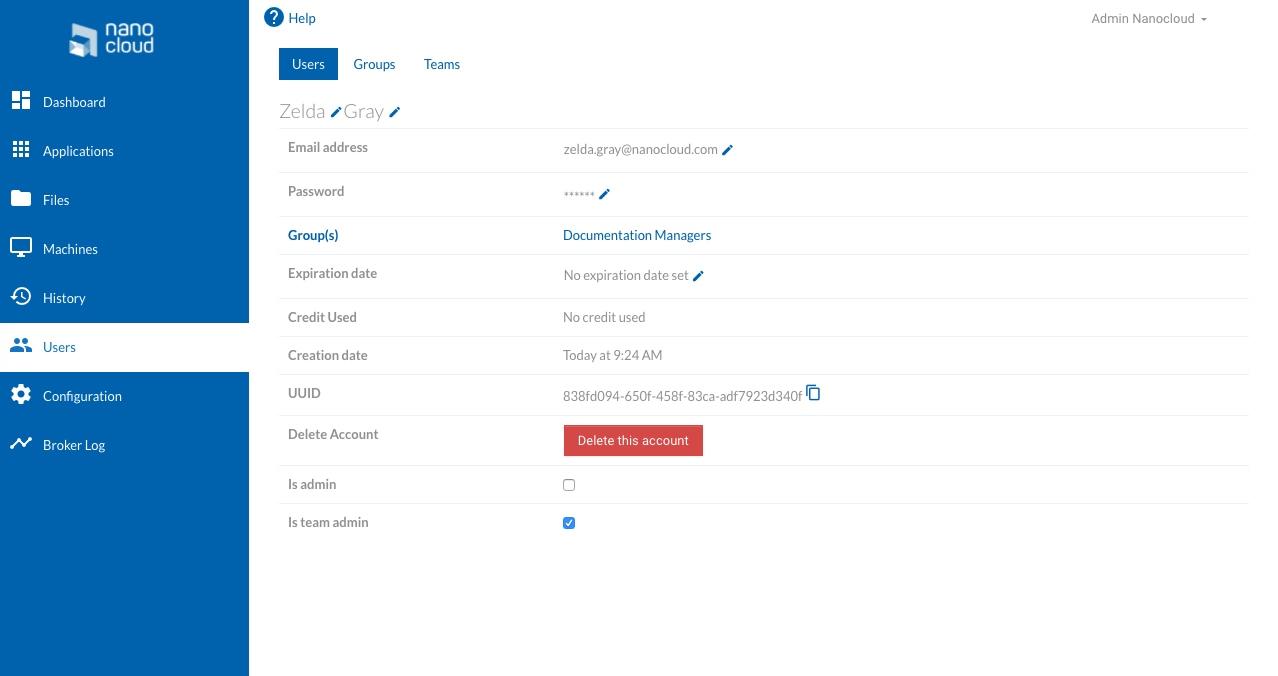 nano
cloud
Dashboard
Applications
Files
Machines
History
Users
Configuration
Broker Log
? Help
Admin Nanocloud
Users Groups Teams
Zelda Gray
Email address zelda.gray@nanocloud.com
Password ******
Group(s) Documentation Managers
Expiration date No expiration date set
Credit Used No credit used
Creation date Today at 9:24 AM
UUID 838fd094-650f-458f-83ca-adf7923d340f
Delete Account Delete this account
Is admin
Is team admin